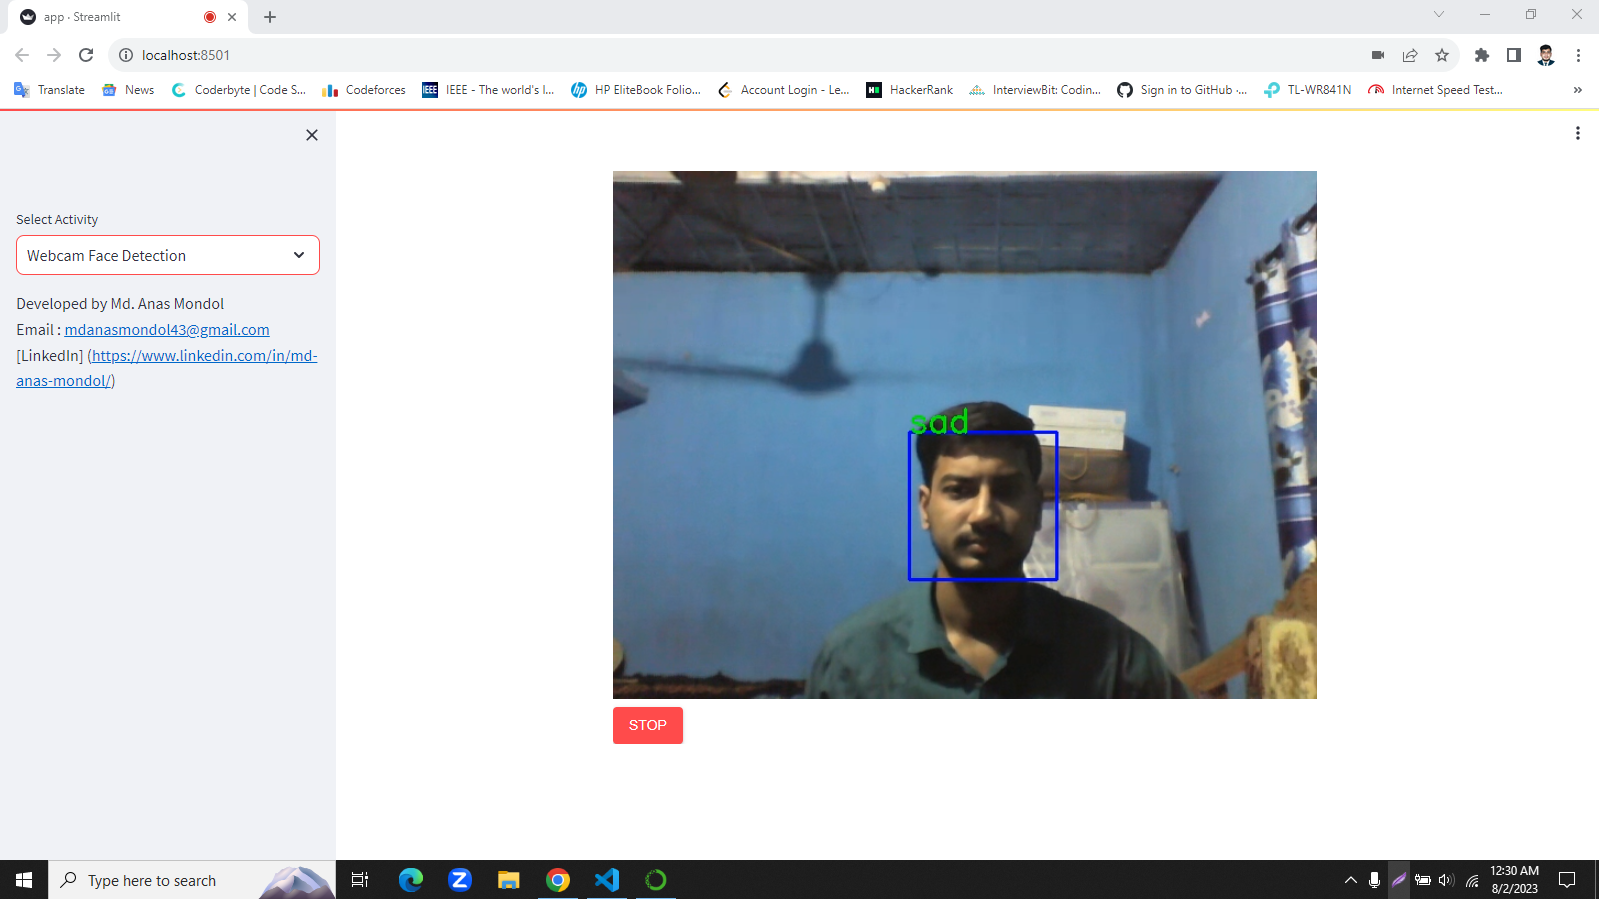 app · Streamlit
localhost:8501
Translate
News
Coderbyte | Code S...
Codeforces
IEEE
IEEE - The world's l...
hp
HP EliteBook Folio...
Account Login - Le...
HackerRank
InterviewBit: Codin...
Sign in to GitHub ·...
TL-WR841N
Internet Speed Test...
»
Select Activity
Webcam Face Detection
Developed by Md. Anas Mondol
Email : mdanasmondol43@gmail.com
[LinkedIn] (https://www.linkedin.com/in/md-
anas-mondol/)
sad
STOP
Type here to search
12:30 AM
8/2/2023